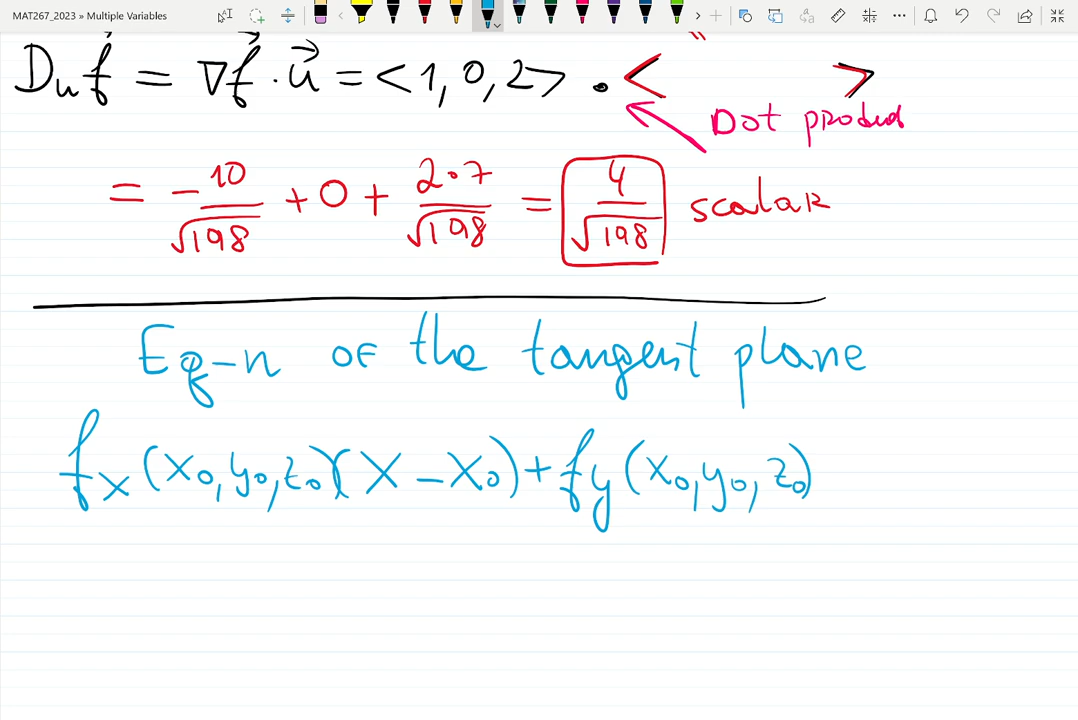 MAT267_2023 » Multiple Variables
Duf = ∇f · u⃗ = <1, 0, 2> · < >
Dot product
= -10/√198 + 0 + 2·7/√198 = 4/√198 scalar
Eq-n of the tangent plane
fx(x₀, y₀, z₀)(x - x₀) + fy(x₀, y₀, z₀)